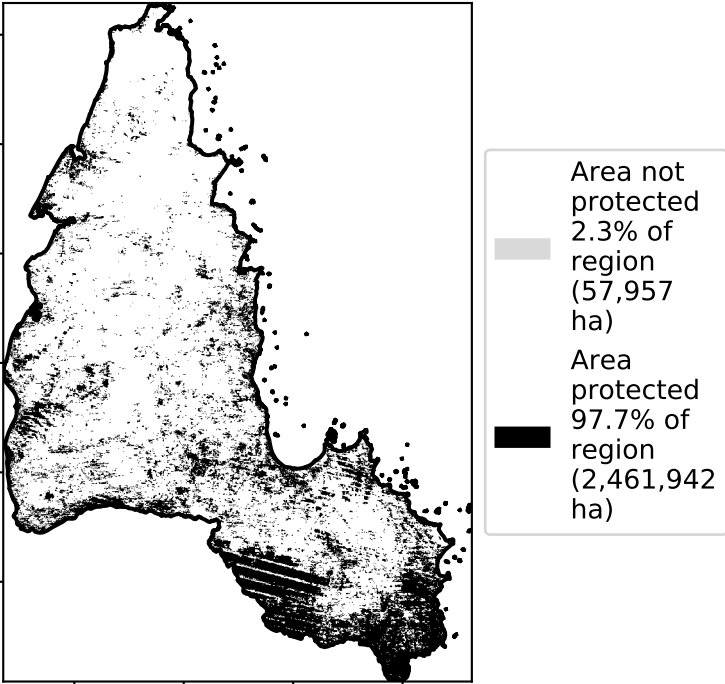 Area not
protected
2.3% of
region
(57,957
ha)
Area
protected
97.7% of
region
(2,461,942
ha)